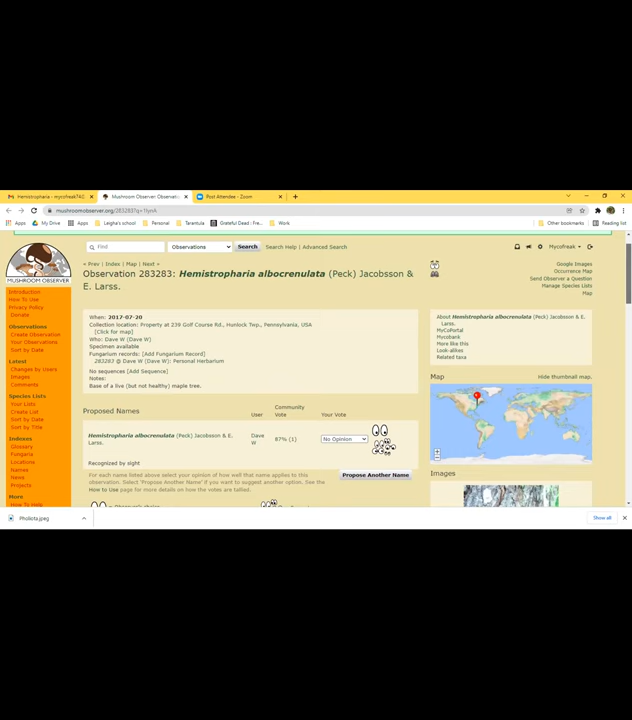 Hemistropharia - mycofreak742
Mushroom Observer: Observatio
Post Attendee - Zoom
mushroomobserver.org/283283?q=1lynA
Apps
My Drive
Apps
Leigha's school
Personal
Tarantula
Grateful Dead : Fre...
Work
Other bookmarks
Reading list
Find
Observations
Search
Search Help | Advanced Search
Mycofreak
MUSHROOM OBSERVER
Introduction
How To Use
Privacy Policy
Donate
Observations
Create Observation
Your Observations
Sort by Date
Latest
Changes by Users
Images
Comments
Species Lists
Your Lists
Create List
Sort by Date
Sort by Title
Indexes
Glossary
Fungaria
Locations
Names
News
Projects
More
How To Help
< Prev | Index | Map | Next >
Observation 283283: Hemistropharia albocrenulata (Peck) Jacobsson &
E. Larss.
When: 2017-07-20
Collection location: Property at 239 Golf Course Rd., Hunlock Twp., Pennsylvania, USA
[Click for map]
Who: Dave W (Dave W)
Specimen available
Fungarium records: [Add Fungarium Record]
283283 @ Dave W (Dave W): Personal Herbarium
No sequences [Add Sequence]
Notes:
Base of a live [but not healthy] maple tree.
Proposed Names
User
Community
Vote
Your Vote
Hemistropharia albocrenulata (Peck) Jacobsson & E.
Larss.
Dave
W
87% (1)
No Opinion
Recognized by sight
For each name listed above select your opinion of how well that name applies to this
observation. Select 'Propose Another Name' if you want to suggest another option. See the
How to Use page for more details on how the votes are tallied.
Propose Another Name
Observer's choice
Google Images
Occurrence Map
Send Observer a Question
Manage Species Lists
Map
About Hemistropharia albocrenulata (Peck) Jacobsson & E.
Larss.
MyCoPortal
Mycobank
More like this
Look-alikes
Related taxa
Map
Hide thumbnail map.
Images
Pholiota.jpeg
Show all